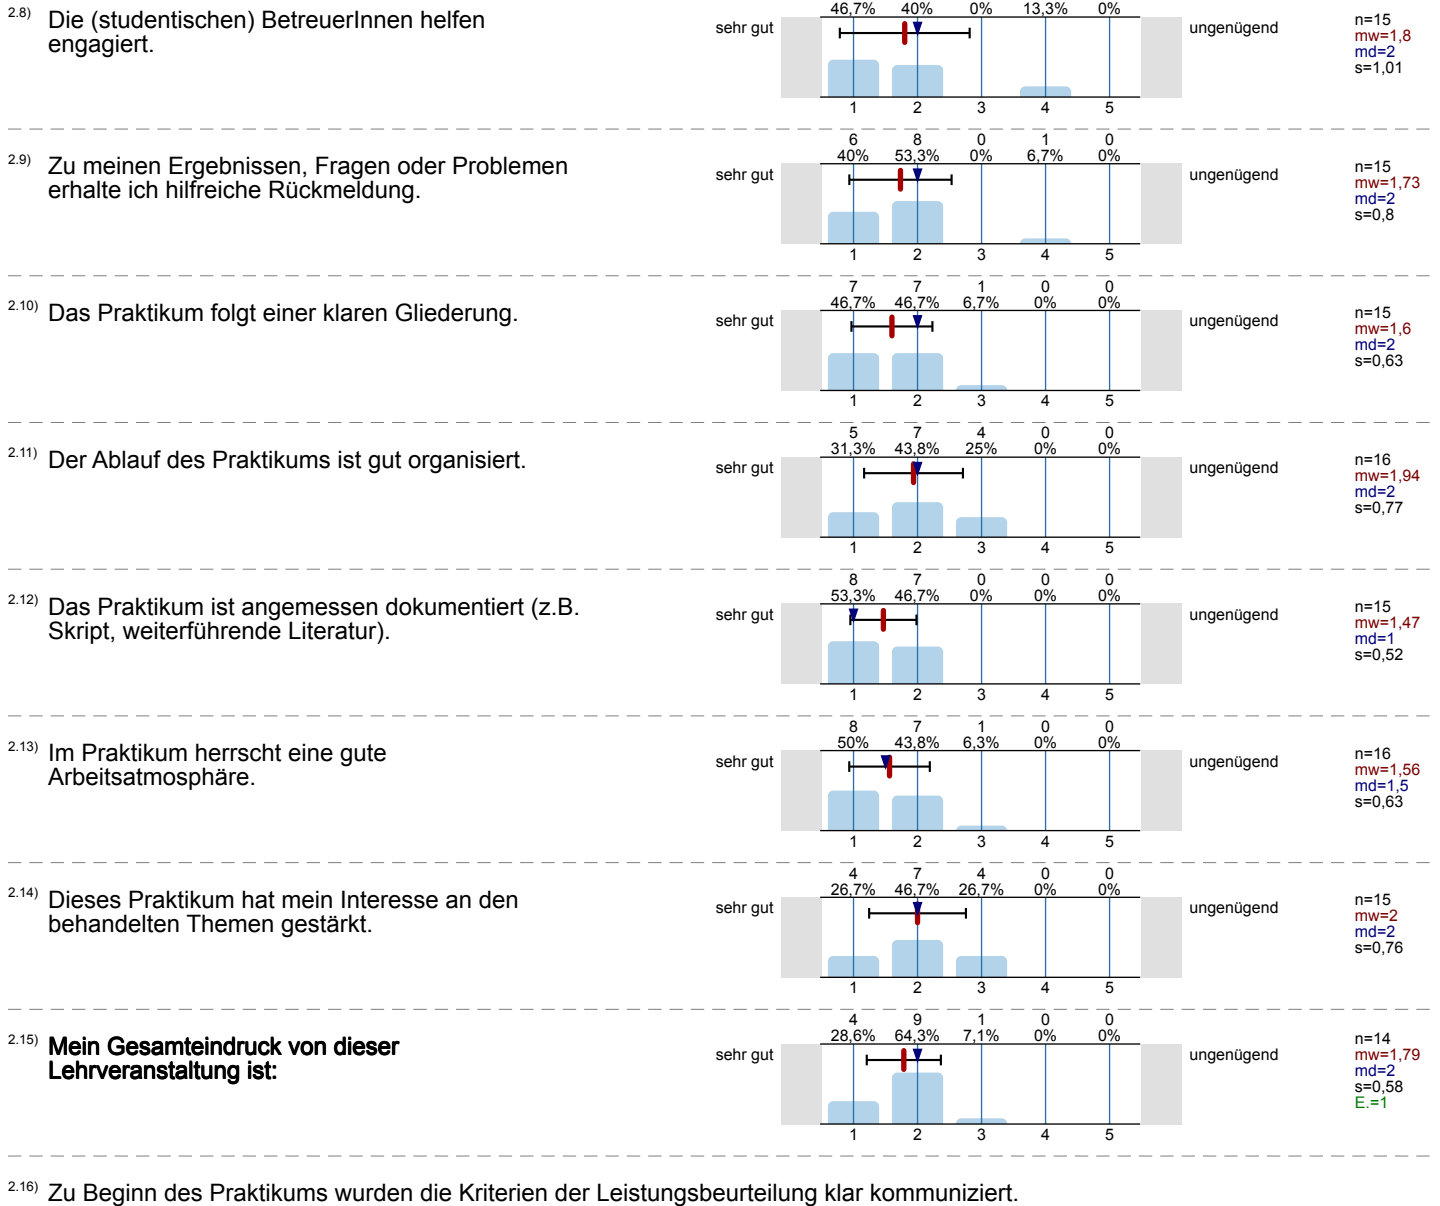 2.8) Die (studentischen) BetreuerInnen helfen
engagiert.
46,7% 40% 0% 13,3% 0%
sehr gut
ungenügend
1 2 3 4 5
n=15
mw=1,8
md=2
s=1,01
2.9) Zu meinen Ergebnissen, Fragen oder Problemen
erhalte ich hilfreiche Rückmeldung.
6 8 0 1 0
40% 53,3% 0% 6,7% 0%
sehr gut
ungenügend
1 2 3 4 5
n=15
mw=1,73
md=2
s=0,8
2.10) Das Praktikum folgt einer klaren Gliederung.
7 7 1 0 0
46,7% 46,7% 6,7% 0% 0%
sehr gut
ungenügend
1 2 3 4 5
n=15
mw=1,6
md=2
s=0,63
2.11) Der Ablauf des Praktikums ist gut organisiert.
5 7 4 0 0
31,3% 43,8% 25% 0% 0%
sehr gut
ungenügend
1 2 3 4 5
n=16
mw=1,94
md=2
s=0,77
2.12) Das Praktikum ist angemessen dokumentiert (z.B.
Skript, weiterführende Literatur).
8 7 0 0 0
53,3% 46,7% 0% 0% 0%
sehr gut
ungenügend
1 2 3 4 5
n=15
mw=1,47
md=1
s=0,52
2.13) Im Praktikum herrscht eine gute
Arbeitsatmosphäre.
8 7 1 0 0
50% 43,8% 6,3% 0% 0%
sehr gut
ungenügend
1 2 3 4 5
n=16
mw=1,56
md=1,5
s=0,63
2.14) Dieses Praktikum hat mein Interesse an den
behandelten Themen gestärkt.
4 7 4 0 0
26,7% 46,7% 26,7% 0% 0%
sehr gut
ungenügend
1 2 3 4 5
n=15
mw=2
md=2
s=0,76
2.15) Mein Gesamteindruck von dieser
Lehrveranstaltung ist:
4 9 1 0 0
28,6% 64,3% 7,1% 0% 0%
sehr gut
ungenügend
1 2 3 4 5
n=14
mw=1,79
md=2
s=0,58
E.=1
2.16) Zu Beginn des Praktikums wurden die Kriterien der Leistungsbeurteilung klar kommuniziert.